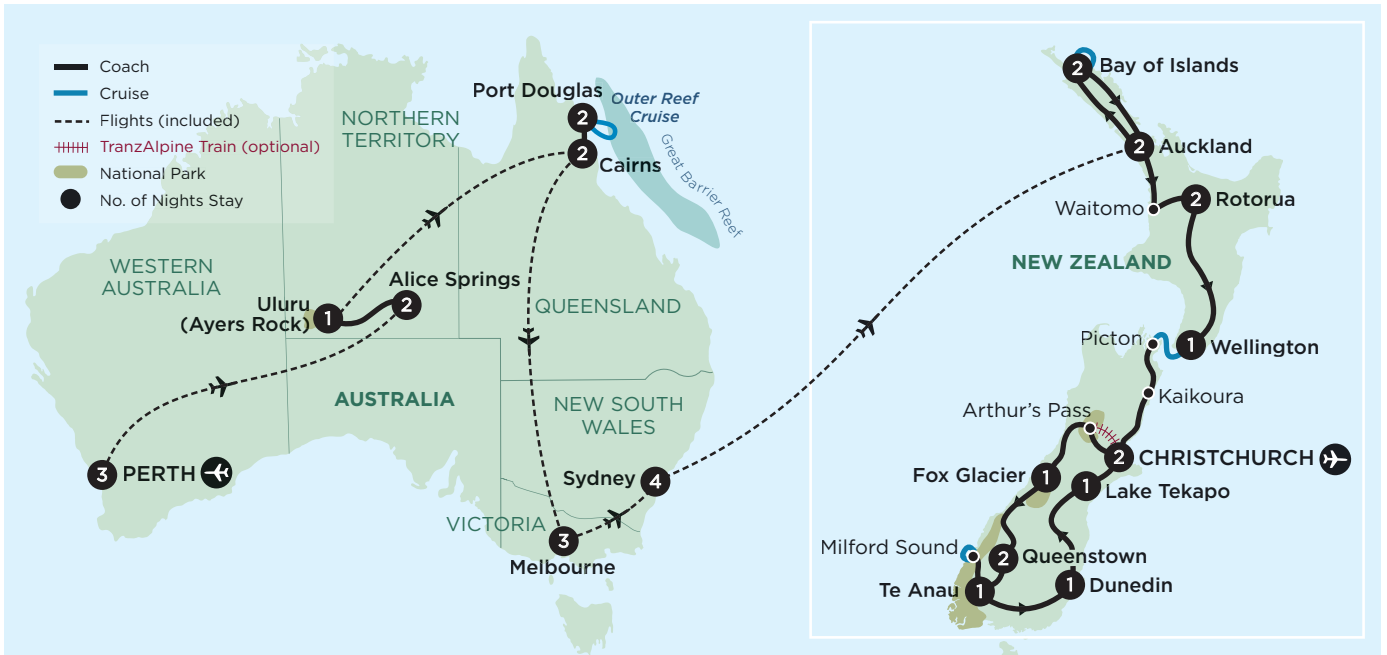 Coach
Cruise
Flights (included)
TranzAlpine Train (optional)
National Park
No. of Nights Stay
NORTHERN
TERRITORY
Port Douglas
2
Outer Reef
Cruise
2
Cairns
Great Barrier Reef
WESTERN
AUSTRALIA
Alice Springs
2
Uluru
(Ayers Rock)
1
QUEENSLAND
AUSTRALIA
NEW SOUTH
WALES
3
PERTH
Sydney
4
VICTORIA
3
Melbourne
2
Bay of Islands
2
Auckland
Waitomo
2
Rotorua
NEW ZEALAND
Picton
1
Wellington
Kaikoura
Arthur's Pass
2
CHRISTCHURCH
Fox Glacier
1
1
Lake Tekapo
Milford Sound
2
Queenstown
Te Anau
1
1
Dunedin